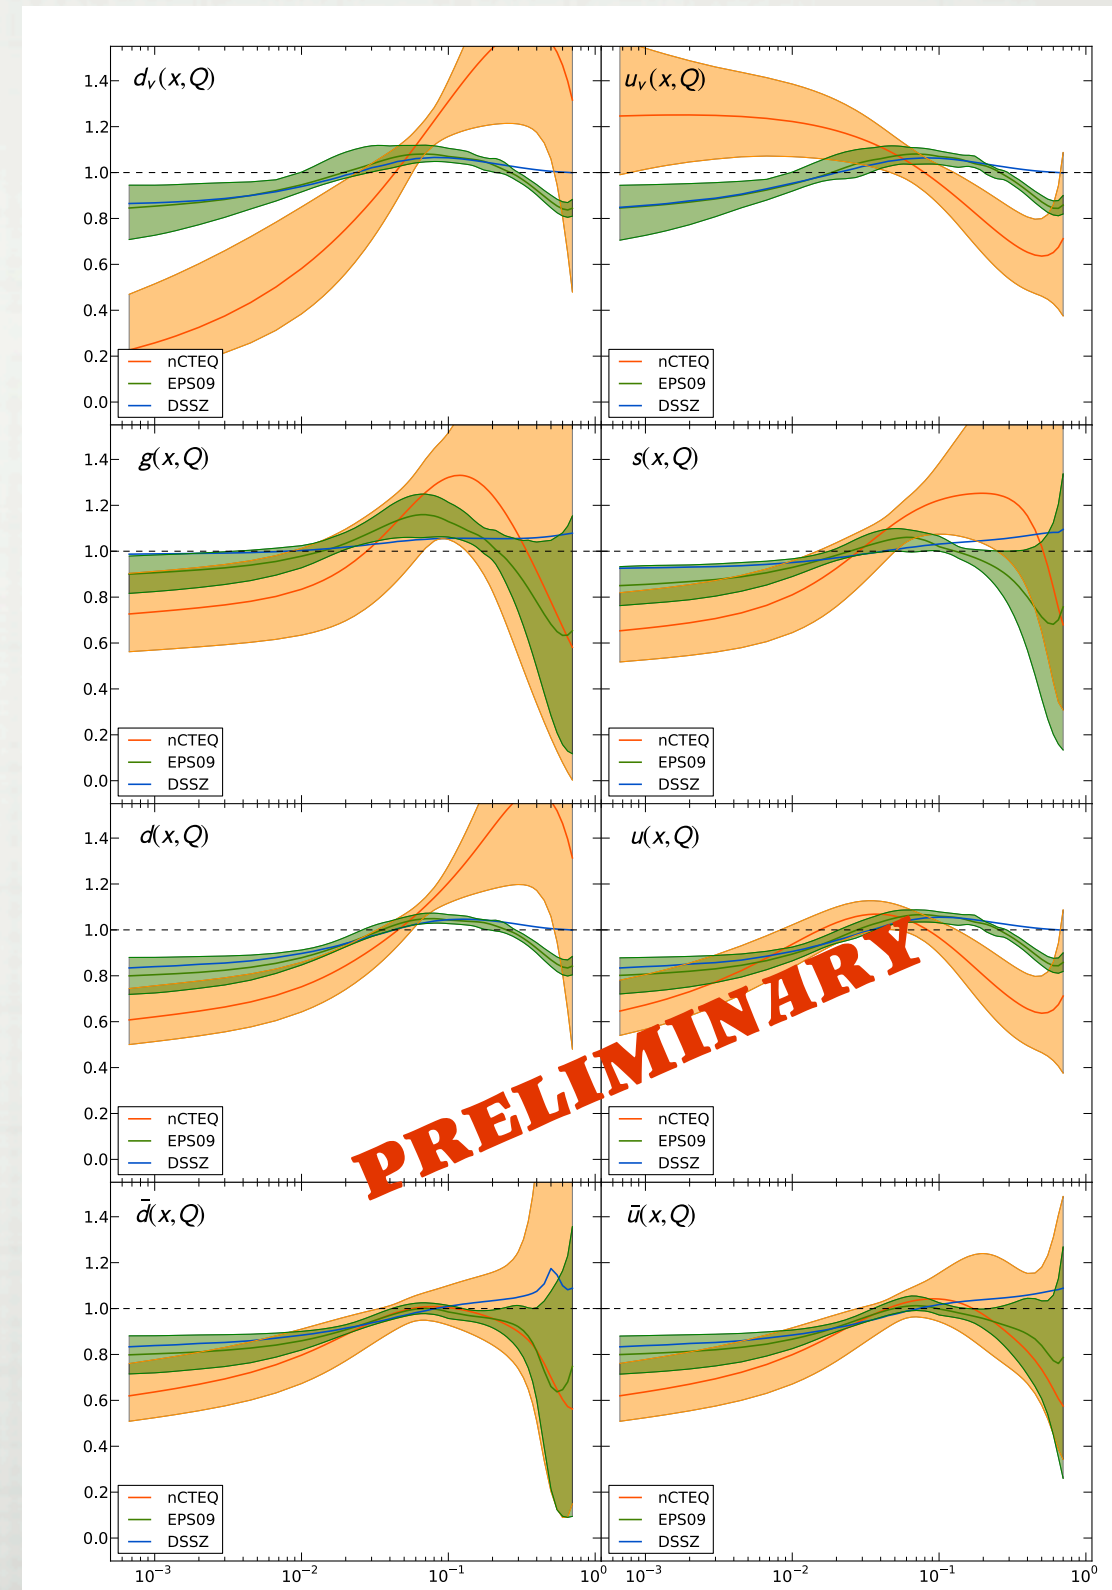 d_v(x,Q)
1.4
1.2
1.0
0.8
0.6
0.4
0.2
0.0
nCTEQ
EPS09
DSSZ
u_v(x,Q)
nCTEQ
EPS09
DSSZ
g(x,Q)
1.4
1.2
1.0
0.8
0.6
0.4
0.2
0.0
nCTEQ
EPS09
DSSZ
s(x,Q)
nCTEQ
EPS09
DSSZ
d(x,Q)
1.4
1.2
1.0
0.8
0.6
0.4
0.2
0.0
nCTEQ
EPS09
DSSZ
u(x,Q)
nCTEQ
EPS09
DSSZ
PRELIMINARY
d̄(x,Q)
1.4
1.2
1.0
0.8
0.6
0.4
0.2
0.0
nCTEQ
EPS09
DSSZ
ū(x,Q)
nCTEQ
EPS09
DSSZ
10⁻³ 10⁻² 10⁻¹ 10⁰
10⁻³ 10⁻² 10⁻¹ 10⁰